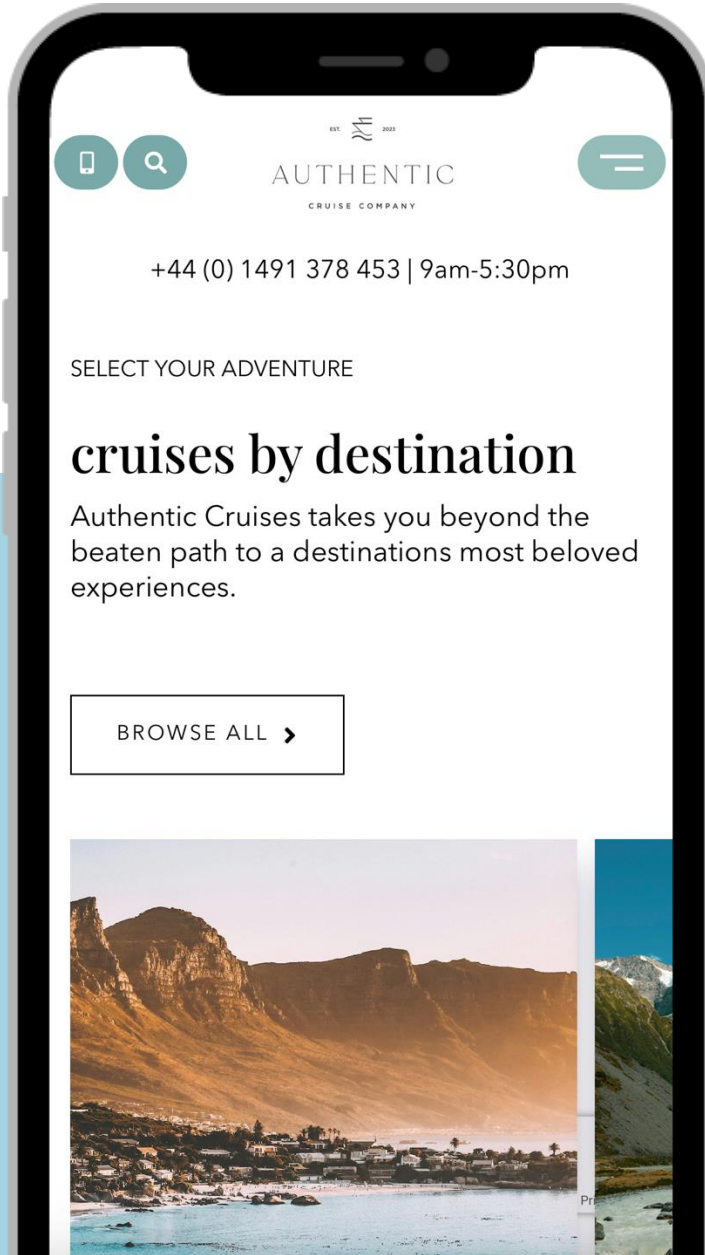 EST. 2022
AUTHENTIC
CRUISE COMPANY
+44 (0) 1491 378 453 | 9am-5:30pm
SELECT YOUR ADVENTURE
cruises by destination
Authentic Cruises takes you beyond the
beaten path to a destinations most beloved
experiences.
BROWSE ALL